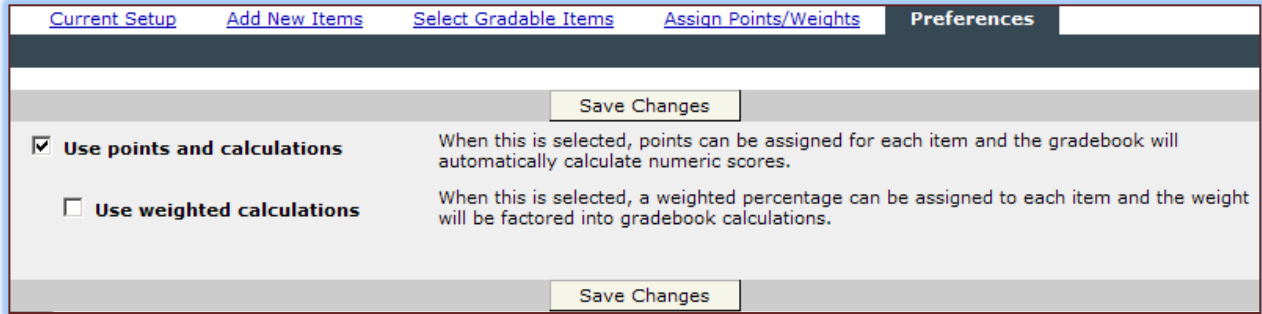 Current Setup Add New Items Select Gradable Items Assign Points/Weights Preferences
Save Changes
Use points and calculations
When this is selected, points can be assigned for each item and the gradebook will
automatically calculate numeric scores.
Use weighted calculations
When this is selected, a weighted percentage can be assigned to each item and the weight
will be factored into gradebook calculations.
Save Changes